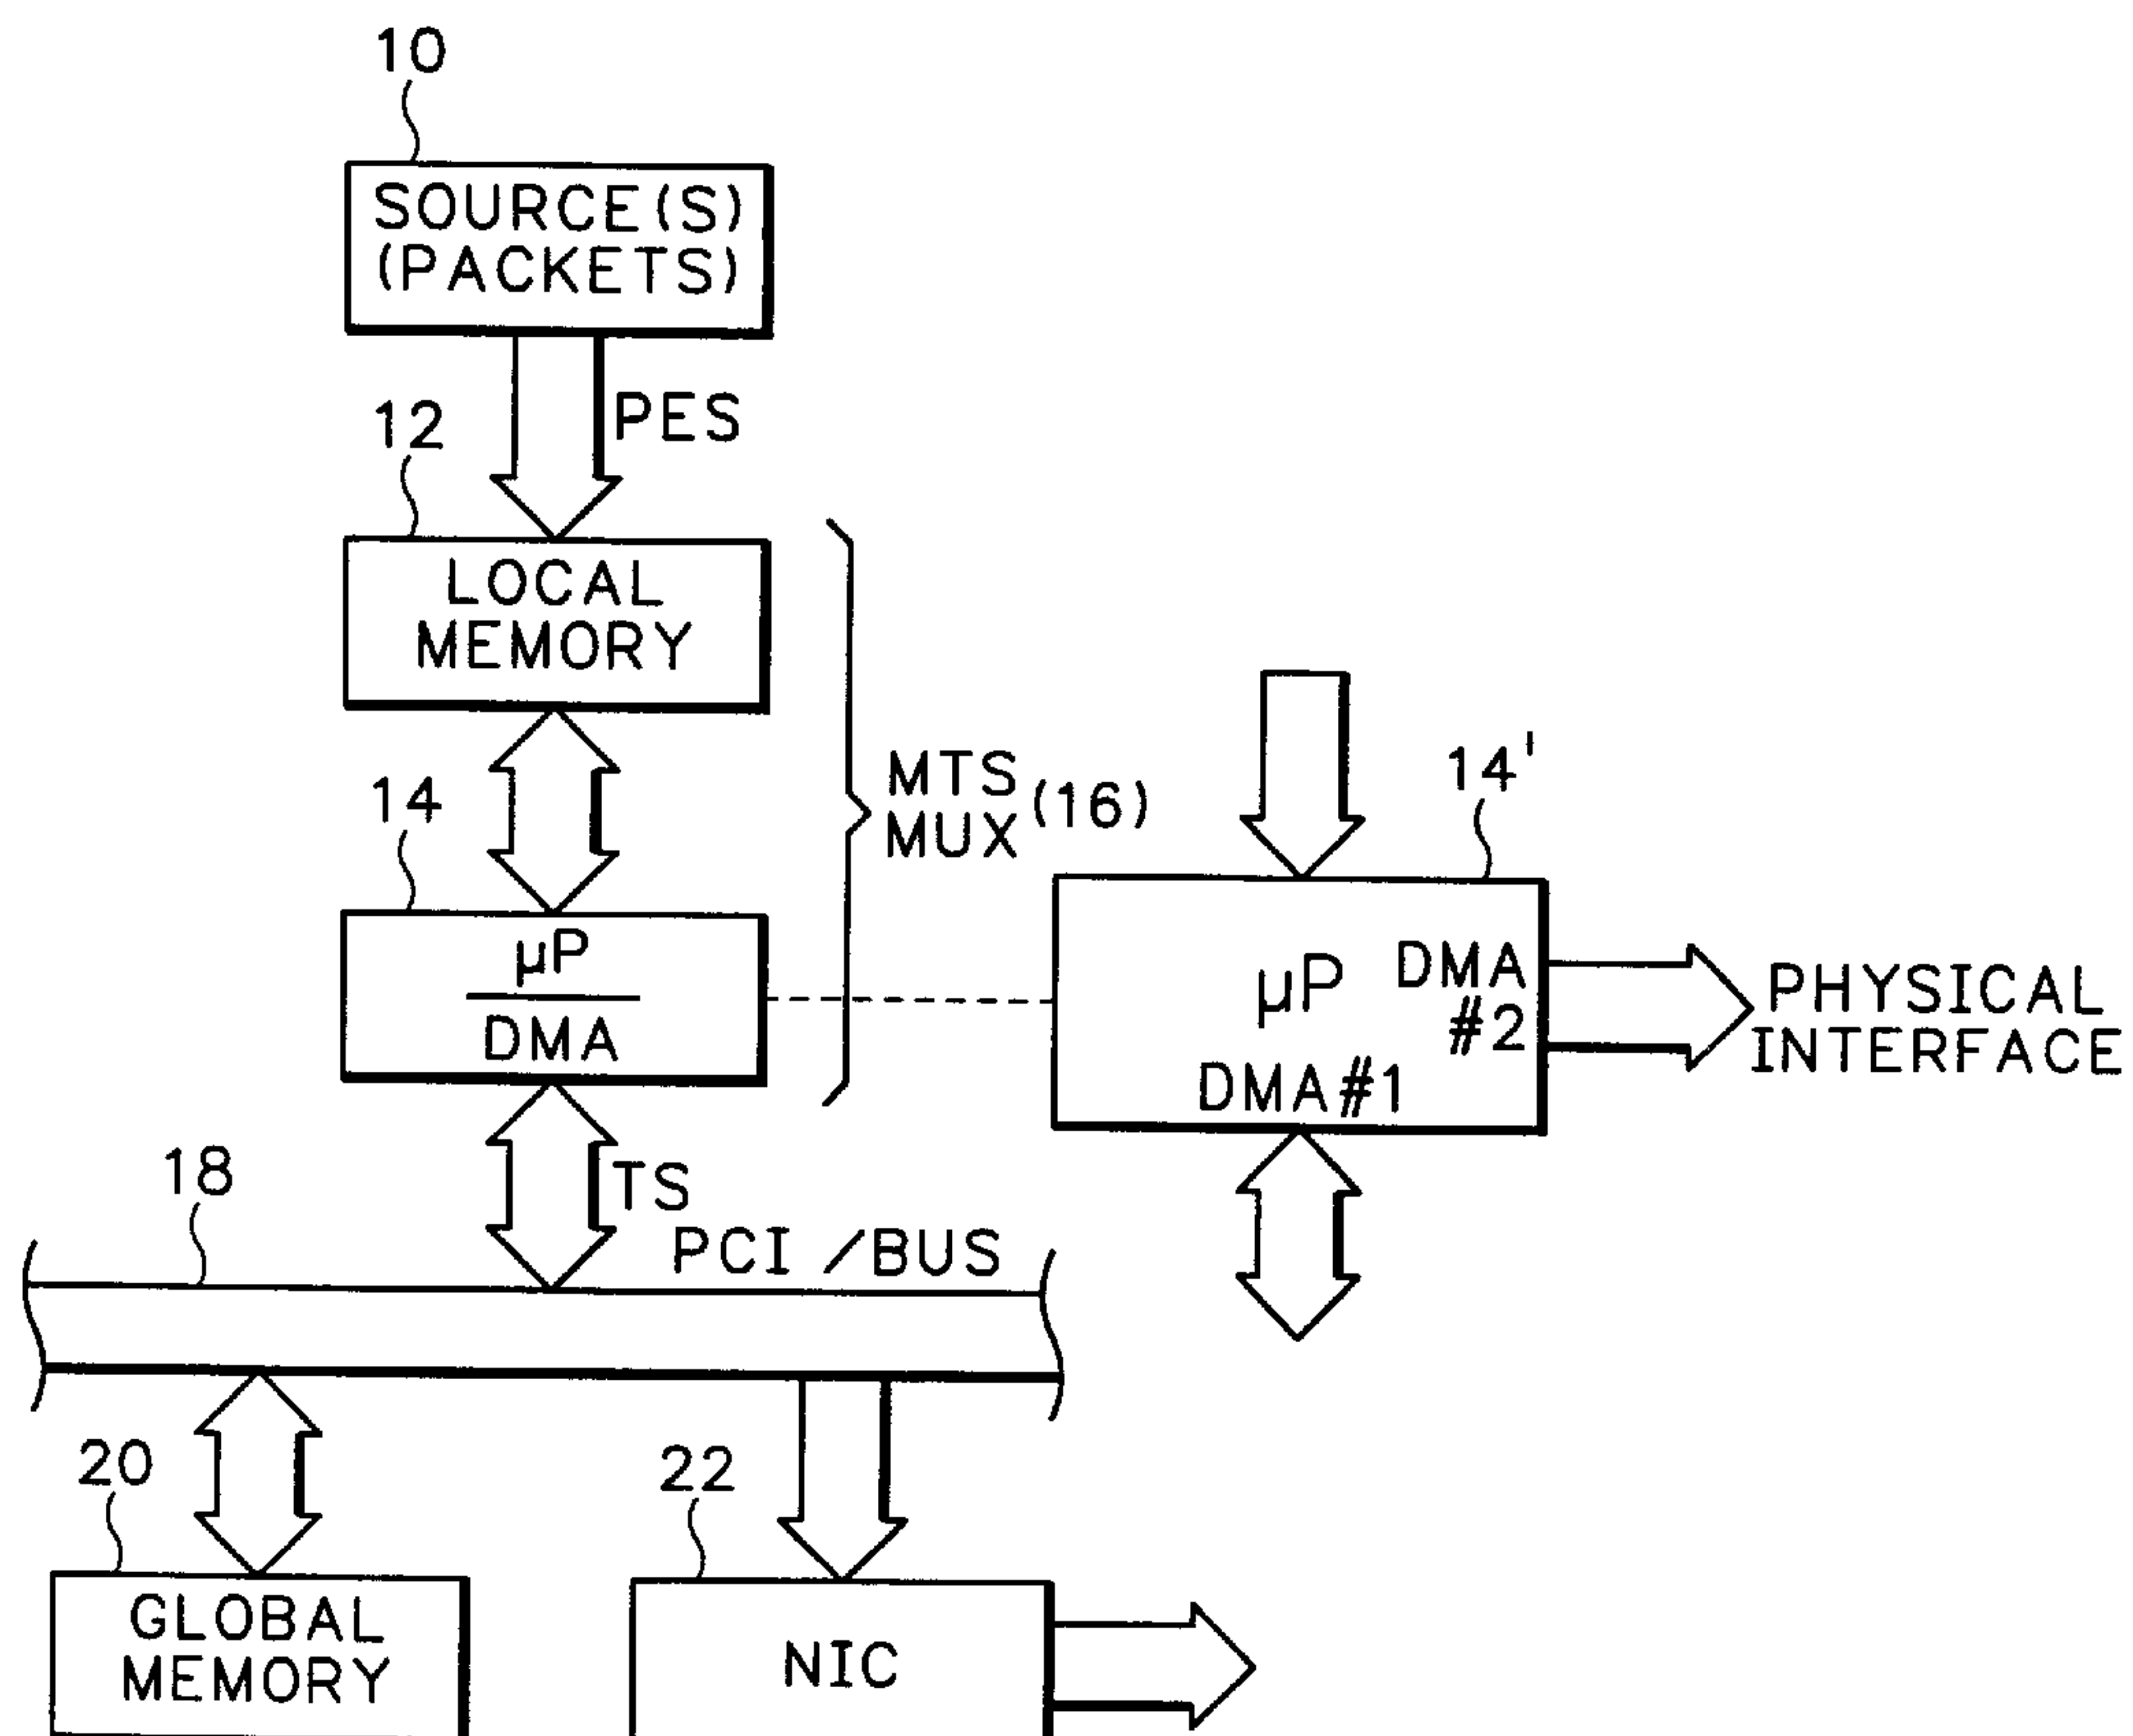 10
SOURCE(S)
(PACKETS)
PES
12
LOCAL
MEMORY
MTS
MUX (16)
14
µP
DMA
14'
µP
DMA
#2
DMA#1
PHYSICAL
INTERFACE
TS
18
PCI /BUS
20
GLOBAL
MEMORY
22
NIC